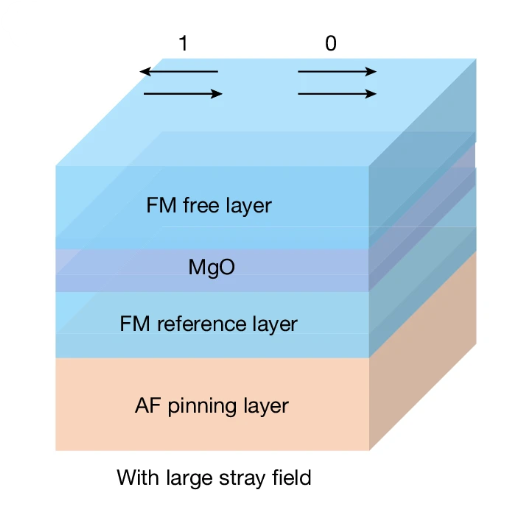 1 0
FM free layer
MgO
FM reference layer
AF pinning layer
With large stray field